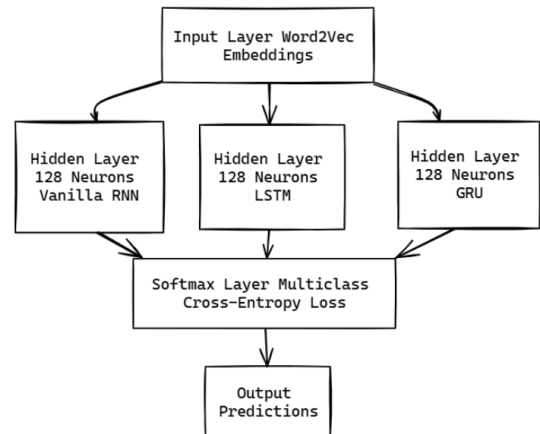 Input Layer Word2Vec
Embeddings
Hidden Layer
128 Neurons
Vanilla RNN
Hidden Layer
128 Neurons
LSTM
Hidden Layer
128 Neurons
GRU
Softmax Layer Multiclass
Cross-Entropy Loss
Output
Predictions